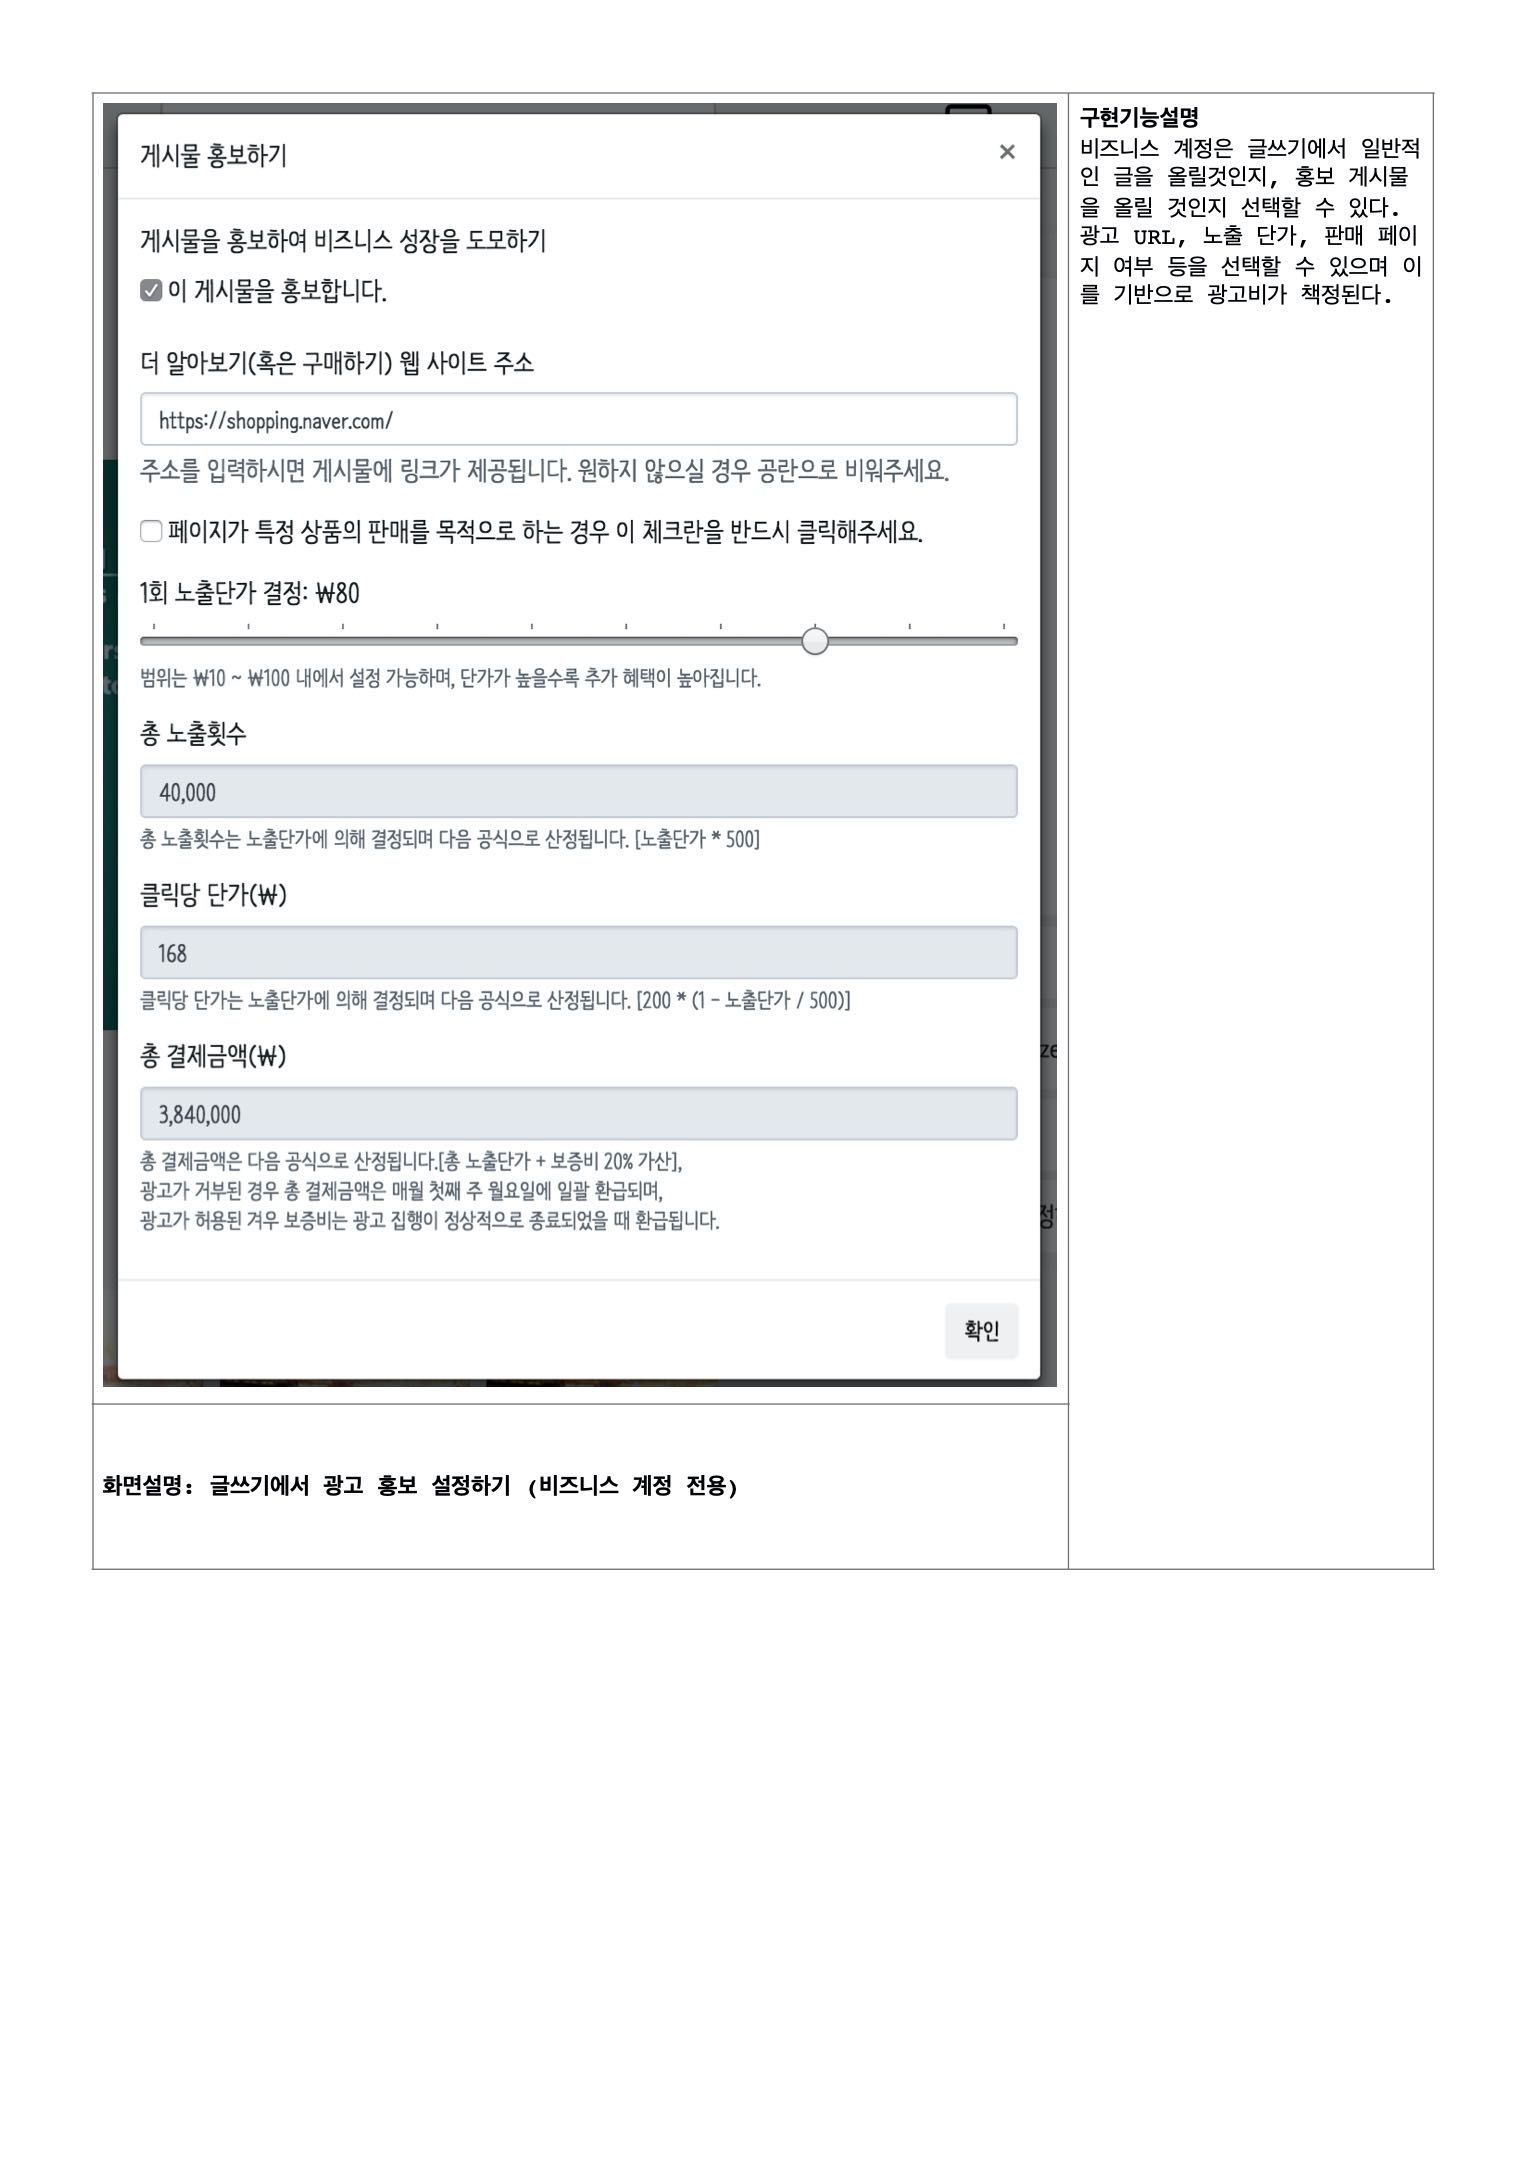 게시물 홍보하기
×
게시물을 홍보하여 비즈니스 성장을 도모하기
이 게시물을 홍보합니다.
더 알아보기(혹은 구매하기) 웹 사이트 주소
https://shopping.naver.com/
주소를 입력하시면 게시물에 링크가 제공됩니다. 원하지 않으실 경우 공란으로 비워주세요.
페이지가 특정 상품의 판매를 목적으로 하는 경우 이 체크란을 반드시 클릭해주세요.
1회 노출단가 결정: ₩80
범위는 ₩10 ~ ₩100 내에서 설정 가능하며, 단가가 높을수록 추가 혜택이 높아집니다.
총 노출횟수
40,000
총 노출횟수는 노출단가에 의해 결정되며 다음 공식으로 산정됩니다. [노출단가 * 500]
클릭당 단가(₩)
168
클릭당 단가는 노출단가에 의해 결정되며 다음 공식으로 산정됩니다. [200 * (1 - 노출단가 / 500)]
총 결제금액(₩)
3,840,000
총 결제금액은 다음 공식으로 산정됩니다.[총 노출단가 + 보증비 20% 가산],
광고가 거부된 경우 총 결제금액은 매월 첫째 주 월요일에 일괄 환급되며,
광고가 허용된 겨우 보증비는 광고 집행이 정상적으로 종료되었을 때 환급됩니다.
확인
화면설명: 글쓰기에서 광고 홍보 설정하기 (비즈니스 계정 전용)
구현기능설명
비즈니스 계정은 글쓰기에서 일반적
인 글을 올릴것인지, 홍보 게시물
을 올릴 것인지 선택할 수 있다.
광고 URL, 노출 단가, 판매 페이
지 여부 등을 선택할 수 있으며 이
를 기반으로 광고비가 책정된다.